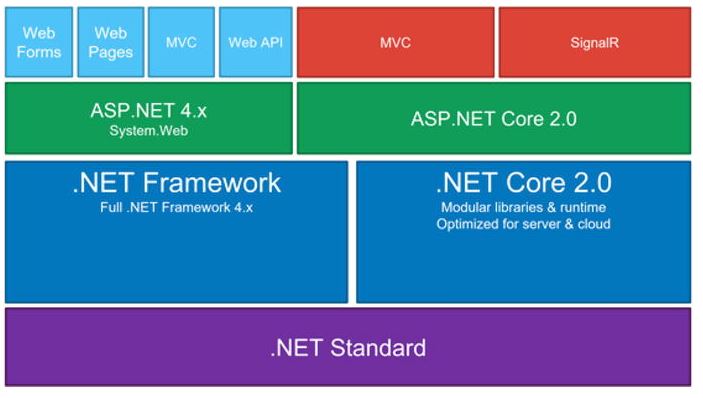 Web
Forms
Web
Pages
MVC
Web API
MVC
SignalR
ASP.NET 4.x
System.Web
ASP.NET Core 2.0
.NET Framework
Full .NET Framework 4.x
.NET Core 2.0
Modular libraries & runtime
Optimized for server & cloud
.NET Standard